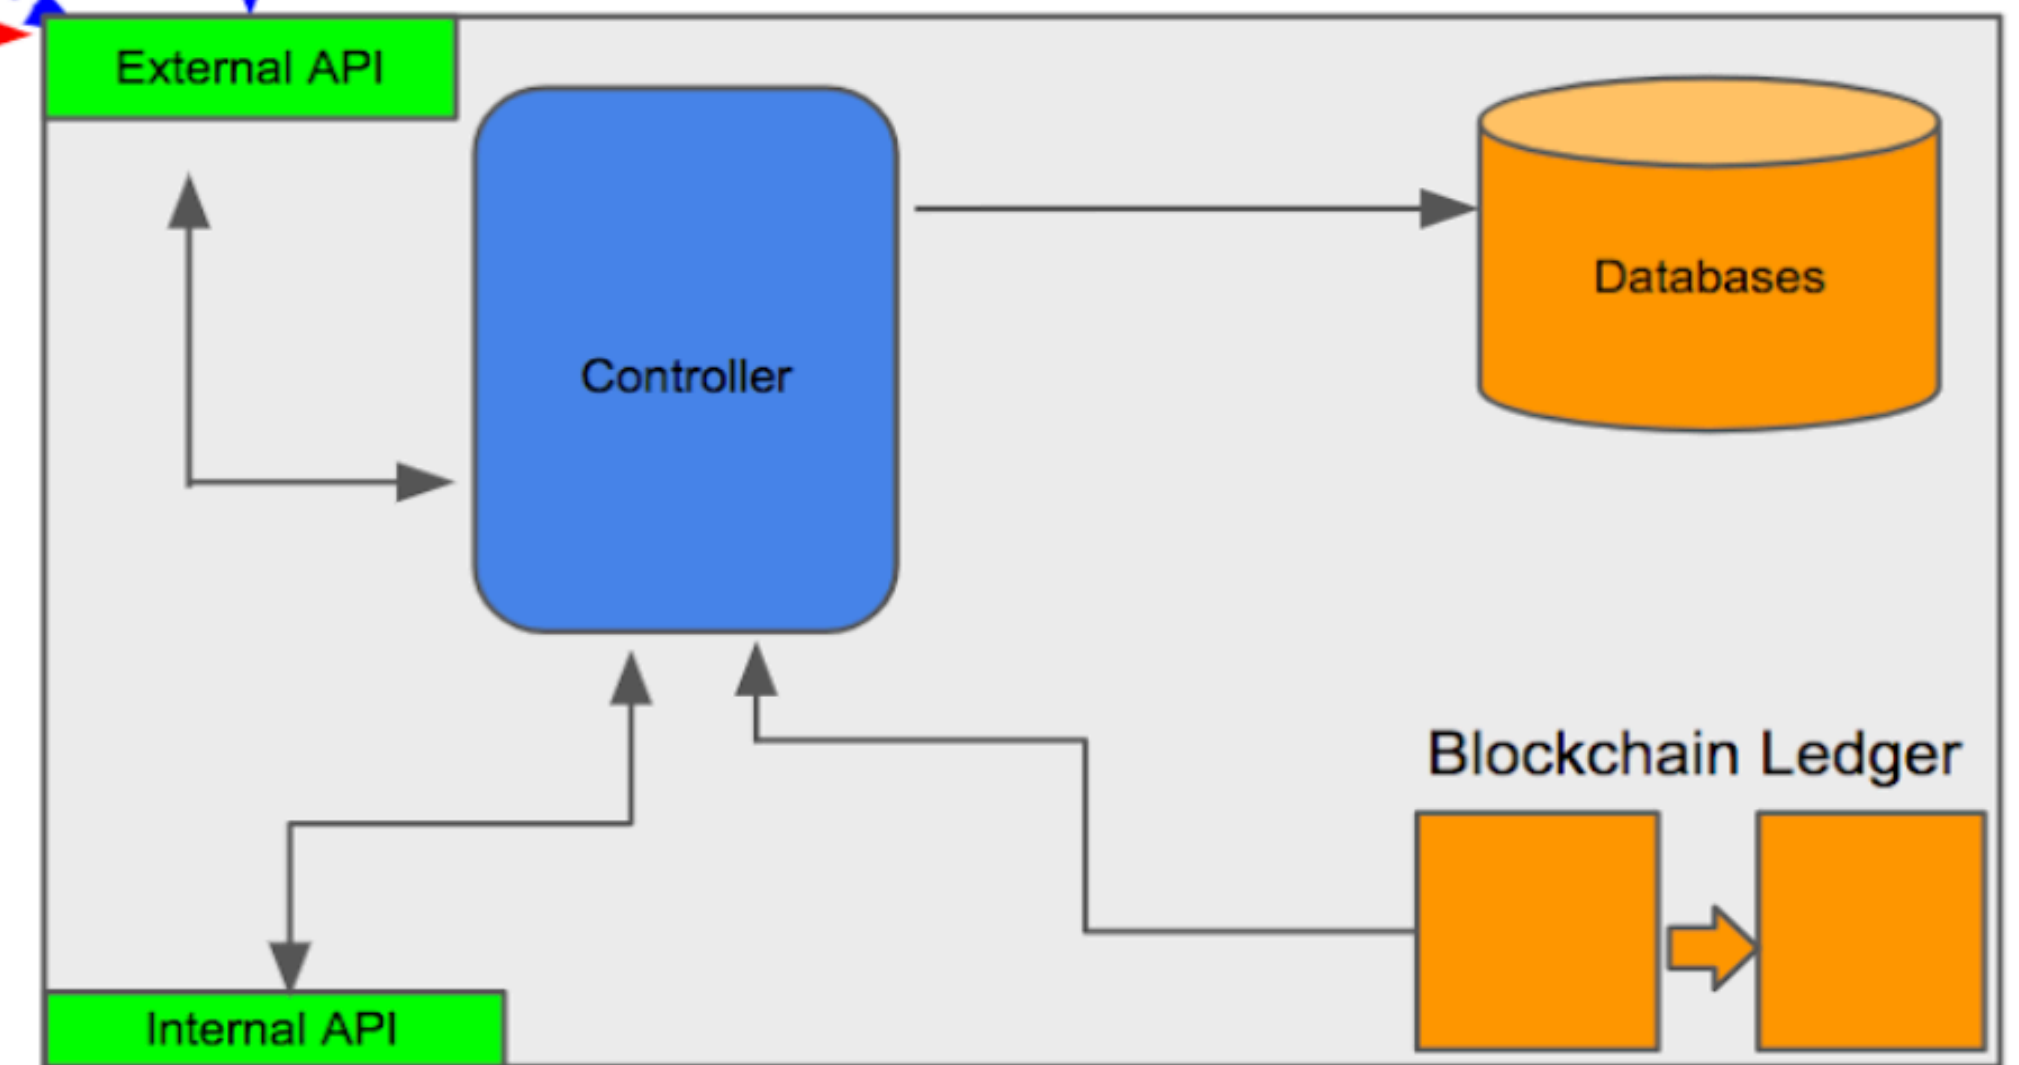 External API
Controller
Databases
Blockchain Ledger
Internal API